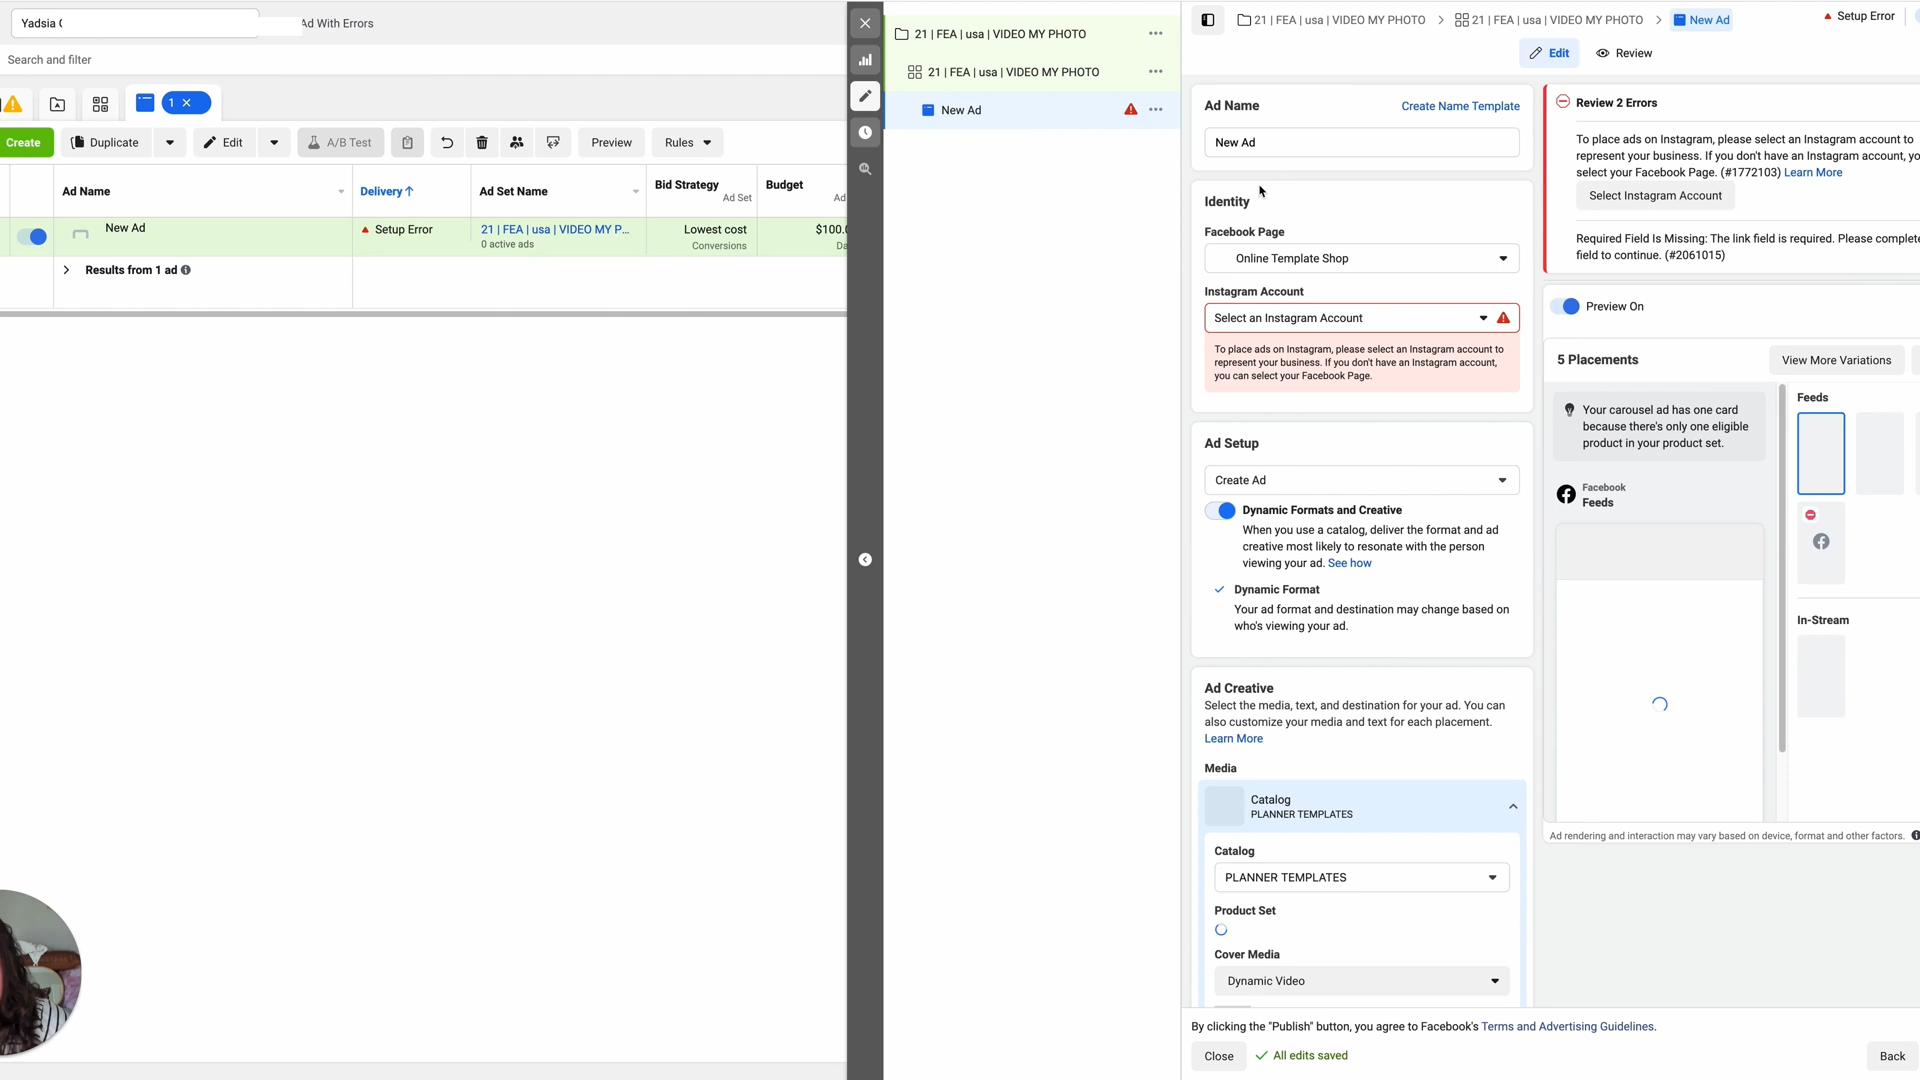 Yadsia
Ad With Errors
Search and filter
1
Create
Duplicate
Edit
A/B Test
Preview
Rules
Ad Name
Delivery ↑
Ad Set Name
Bid Strategy
Ad Set
Budget
Ad
New Ad
Setup Error
21 | FEA | usa | VIDEO MY P...
0 active ads
Lowest cost
Conversions
$100.
Results from 1 ad
21 | FEA | usa | VIDEO MY PHOTO
21 | FEA | usa | VIDEO MY PHOTO
New Ad
21 | FEA | usa | VIDEO MY PHOTO
21 | FEA | usa | VIDEO MY PHOTO
New Ad
Setup Error
Edit
Review
Ad Name
Create Name Template
New Ad
Identity
Facebook Page
Online Template Shop
Instagram Account
Select an Instagram Account
To place ads on Instagram, please select an Instagram account to
represent your business. If you don't have an Instagram account,
you can select your Facebook Page.
Ad Setup
Create Ad
Dynamic Formats and Creative
When you use a catalog, deliver the format and ad
creative most likely to resonate with the person
viewing your ad. See how
Dynamic Format
Your ad format and destination may change based on
who's viewing your ad.
Ad Creative
Select the media, text, and destination for your ad. You can
also customize your media and text for each placement.
Learn More
Media
Catalog
PLANNER TEMPLATES
Catalog
PLANNER TEMPLATES
Product Set
Cover Media
Dynamic Video
Review 2 Errors
To place ads on Instagram, please select an Instagram account to
represent your business. If you don't have an Instagram account,
select your Facebook Page. (#1772103) Learn More
Select Instagram Account
Required Field Is Missing: The link field is required. Please complete
field to continue. (#2061015)
Preview On
5 Placements
View More Variations
Your carousel ad has one card
because there's only one eligible
product in your product set.
Facebook
Feeds
Feeds
In-Stream
Ad rendering and interaction may vary based on device, format and other factors.
By clicking the "Publish" button, you agree to Facebook's Terms and Advertising Guidelines.
Close
All edits saved
Back